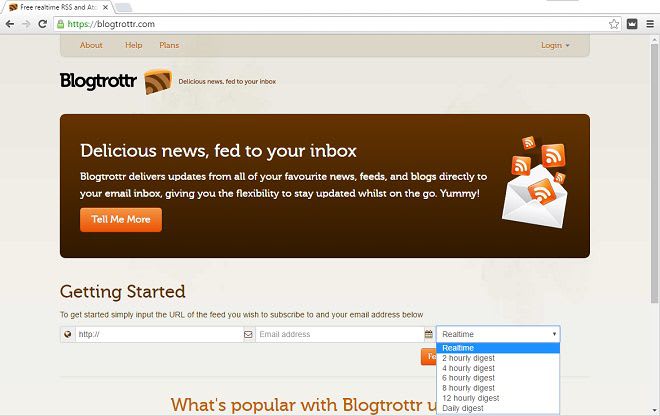 Free realtime RSS and Ato
https://blogtrottr.com
About Help Plans Login
Blogtrottr Delicious news, fed to your inbox
Delicious news, fed to your inbox
Blogtrottr delivers updates from all of your favourite news, feeds, and blogs directly to
your email inbox, giving you the flexibility to stay updated whilst on the go. Yummy!
Tell Me More
Getting Started
To get started simply input the URL of the feed you wish to subscribe to and your email address below
http:// Email address Realtime
Realtime
2 hourly digest
4 hourly digest
6 hourly digest
8 hourly digest
12 hourly digest
Daily digest
What's popular with Blogtrottr u